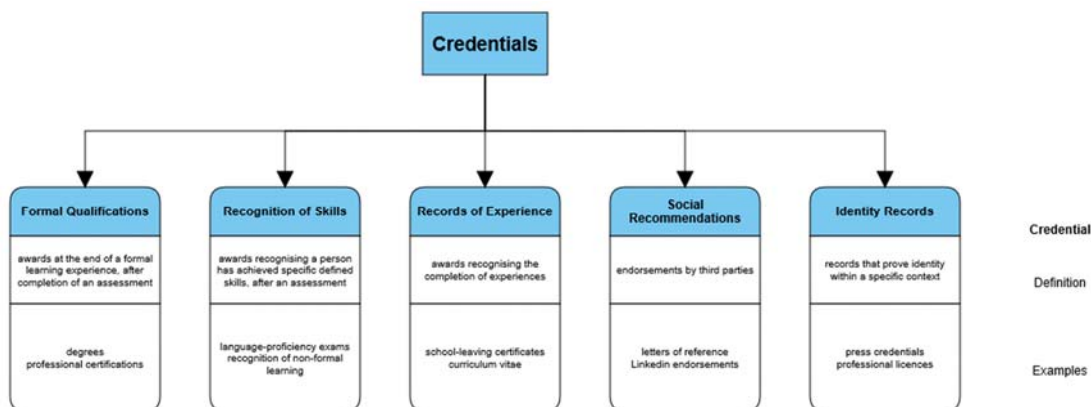 Credentials
Formal Qualifications
awards at the end of a formal
learning experience, after
completion of an assessment
degrees
professional certifications
Recognition of Skills
awards recognising a person
has achieved specific defined
skills, after an assessment
language-proficiency exams
recognition of non-formal
learning
Records of Experience
awards recognising the
completion of experiences
school-leaving certificates
curriculum vitae
Social
Recommendations
endorsements by third parties
letters of reference
Linkedin endorsements
Identity Records
records that prove identity
within a specific context
press credentials
professional licences
Credential
Definition
Examples